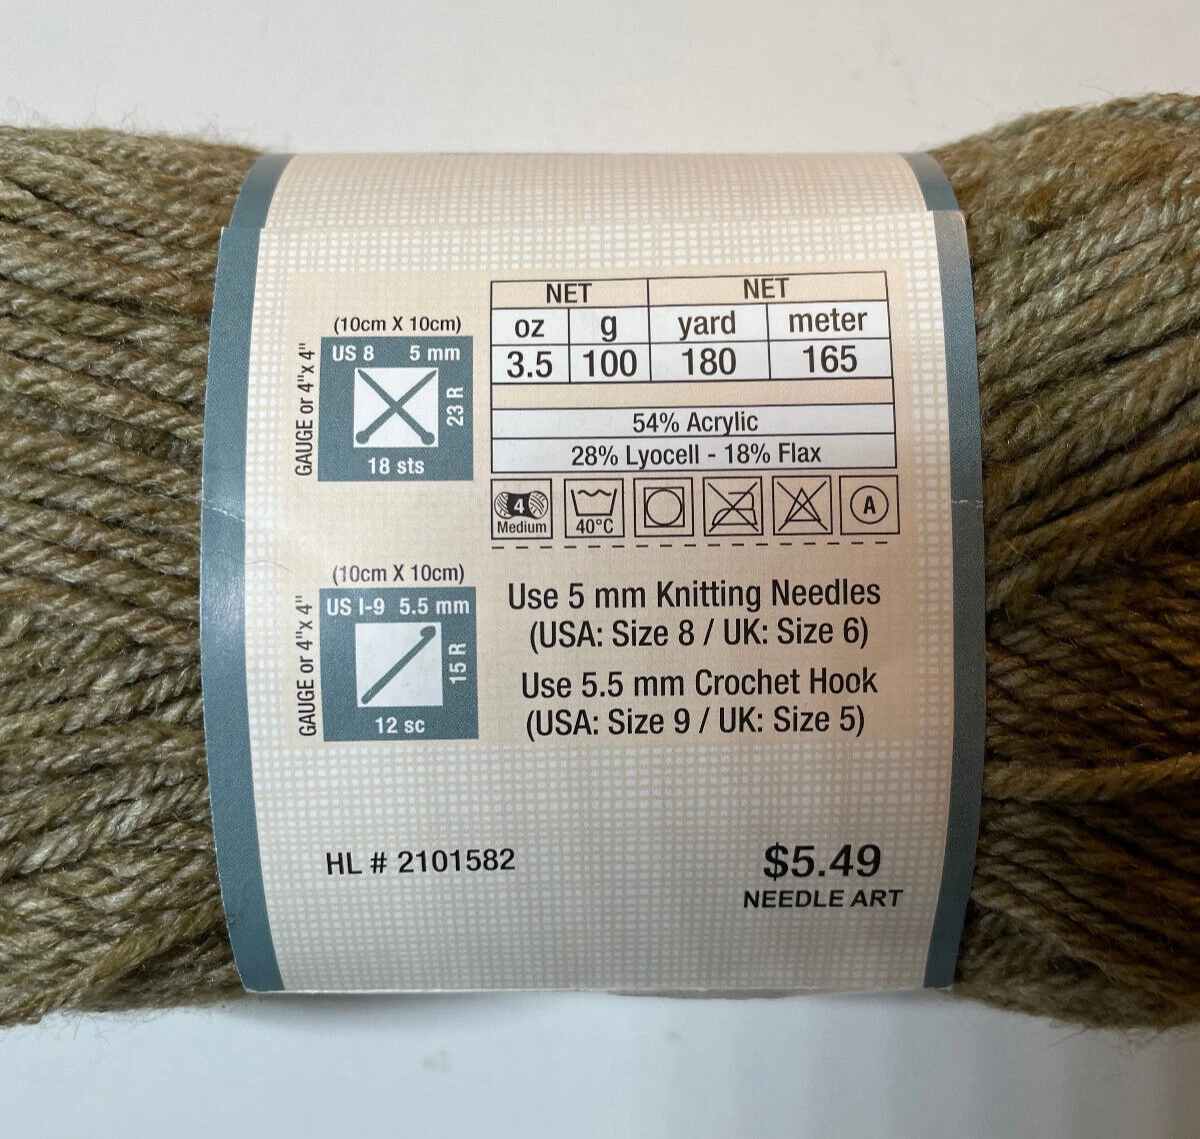 NET NET
oz g yard meter
3.5 100 180 165
54% Acrylic
28% Lyocell - 18% Flax
4
Medium
40°C
A
(10cm X 10cm)
GAUGE or 4"x 4"
US 8 5 mm
23 R
18 sts
(10cm X 10cm)
GAUGE or 4"x 4"
US I-9 5.5 mm
15 R
12 sc
Use 5 mm Knitting Needles
(USA: Size 8 / UK: Size 6)
Use 5.5 mm Crochet Hook
(USA: Size 9 / UK: Size 5)
HL # 2101582
$5.49
NEEDLE ART